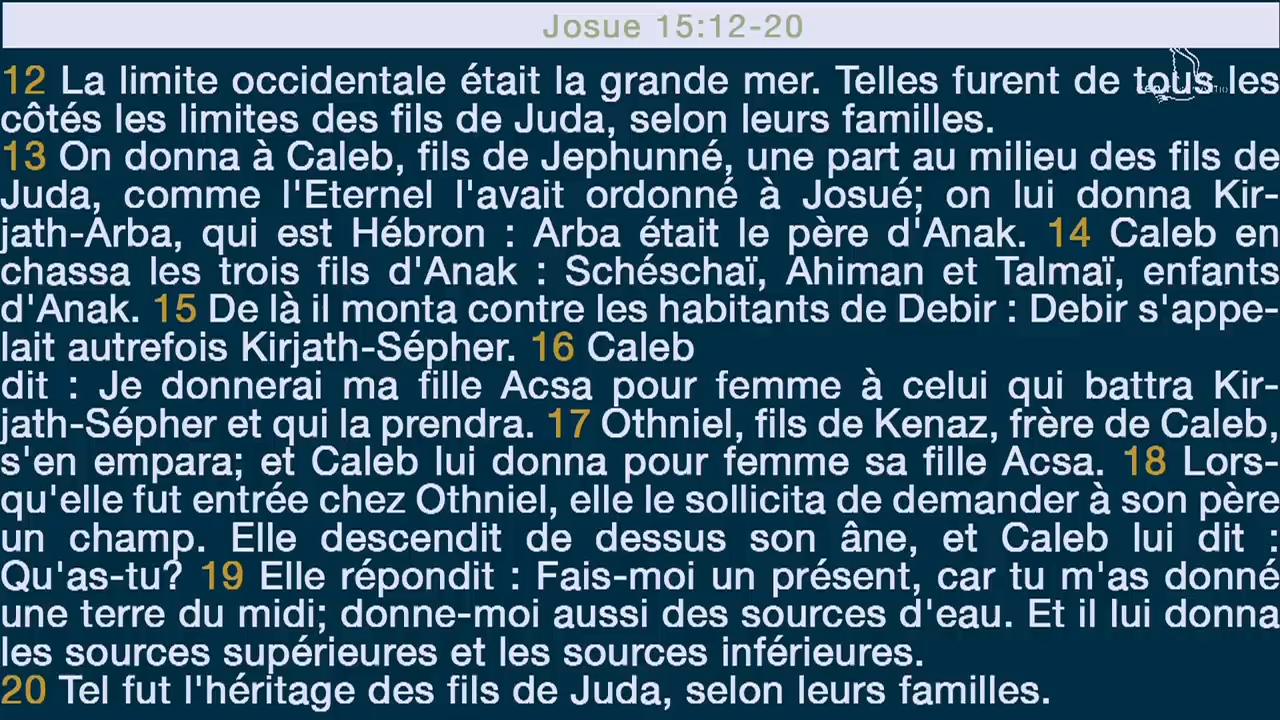 Josue 15:12-20
12 La limite occidentale était la grande mer. Telles furent de tous les
côtés les limites des fils de Juda, selon leurs familles.
13 On donna à Caleb, fils de Jephunné, une part au milieu des fils de
Juda, comme l'Eternel l'avait ordonné à Josué; on lui donna Kir-
jath-Arba, qui est Hébron : Arba était le père d'Anak. 14 Caleb en
chassa les trois fils d'Anak : Schéschaï, Ahiman et Talmaï, enfants
d'Anak. 15 De là il monta contre les habitants de Debir : Debir s'appe-
lait autrefois Kirjath-Sépher. 16 Caleb
dit : Je donnerai ma fille Acsa pour femme à celui qui battra Kir-
jath-Sépher et qui la prendra. 17 Othniel, fils de Kenaz, frère de Caleb,
s'en empara; et Caleb lui donna pour femme sa fille Acsa. 18 Lors-
qu'elle fut entrée chez Othniel, elle le sollicita de demander à son père
un champ. Elle descendit de dessus son âne, et Caleb lui dit :
Qu'as-tu? 19 Elle répondit : Fais-moi un présent, car tu m'as donné
une terre du midi; donne-moi aussi des sources d'eau. Et il lui donna
les sources supérieures et les sources inférieures.
20 Tel fut l'héritage des fils de Juda, selon leurs familles.